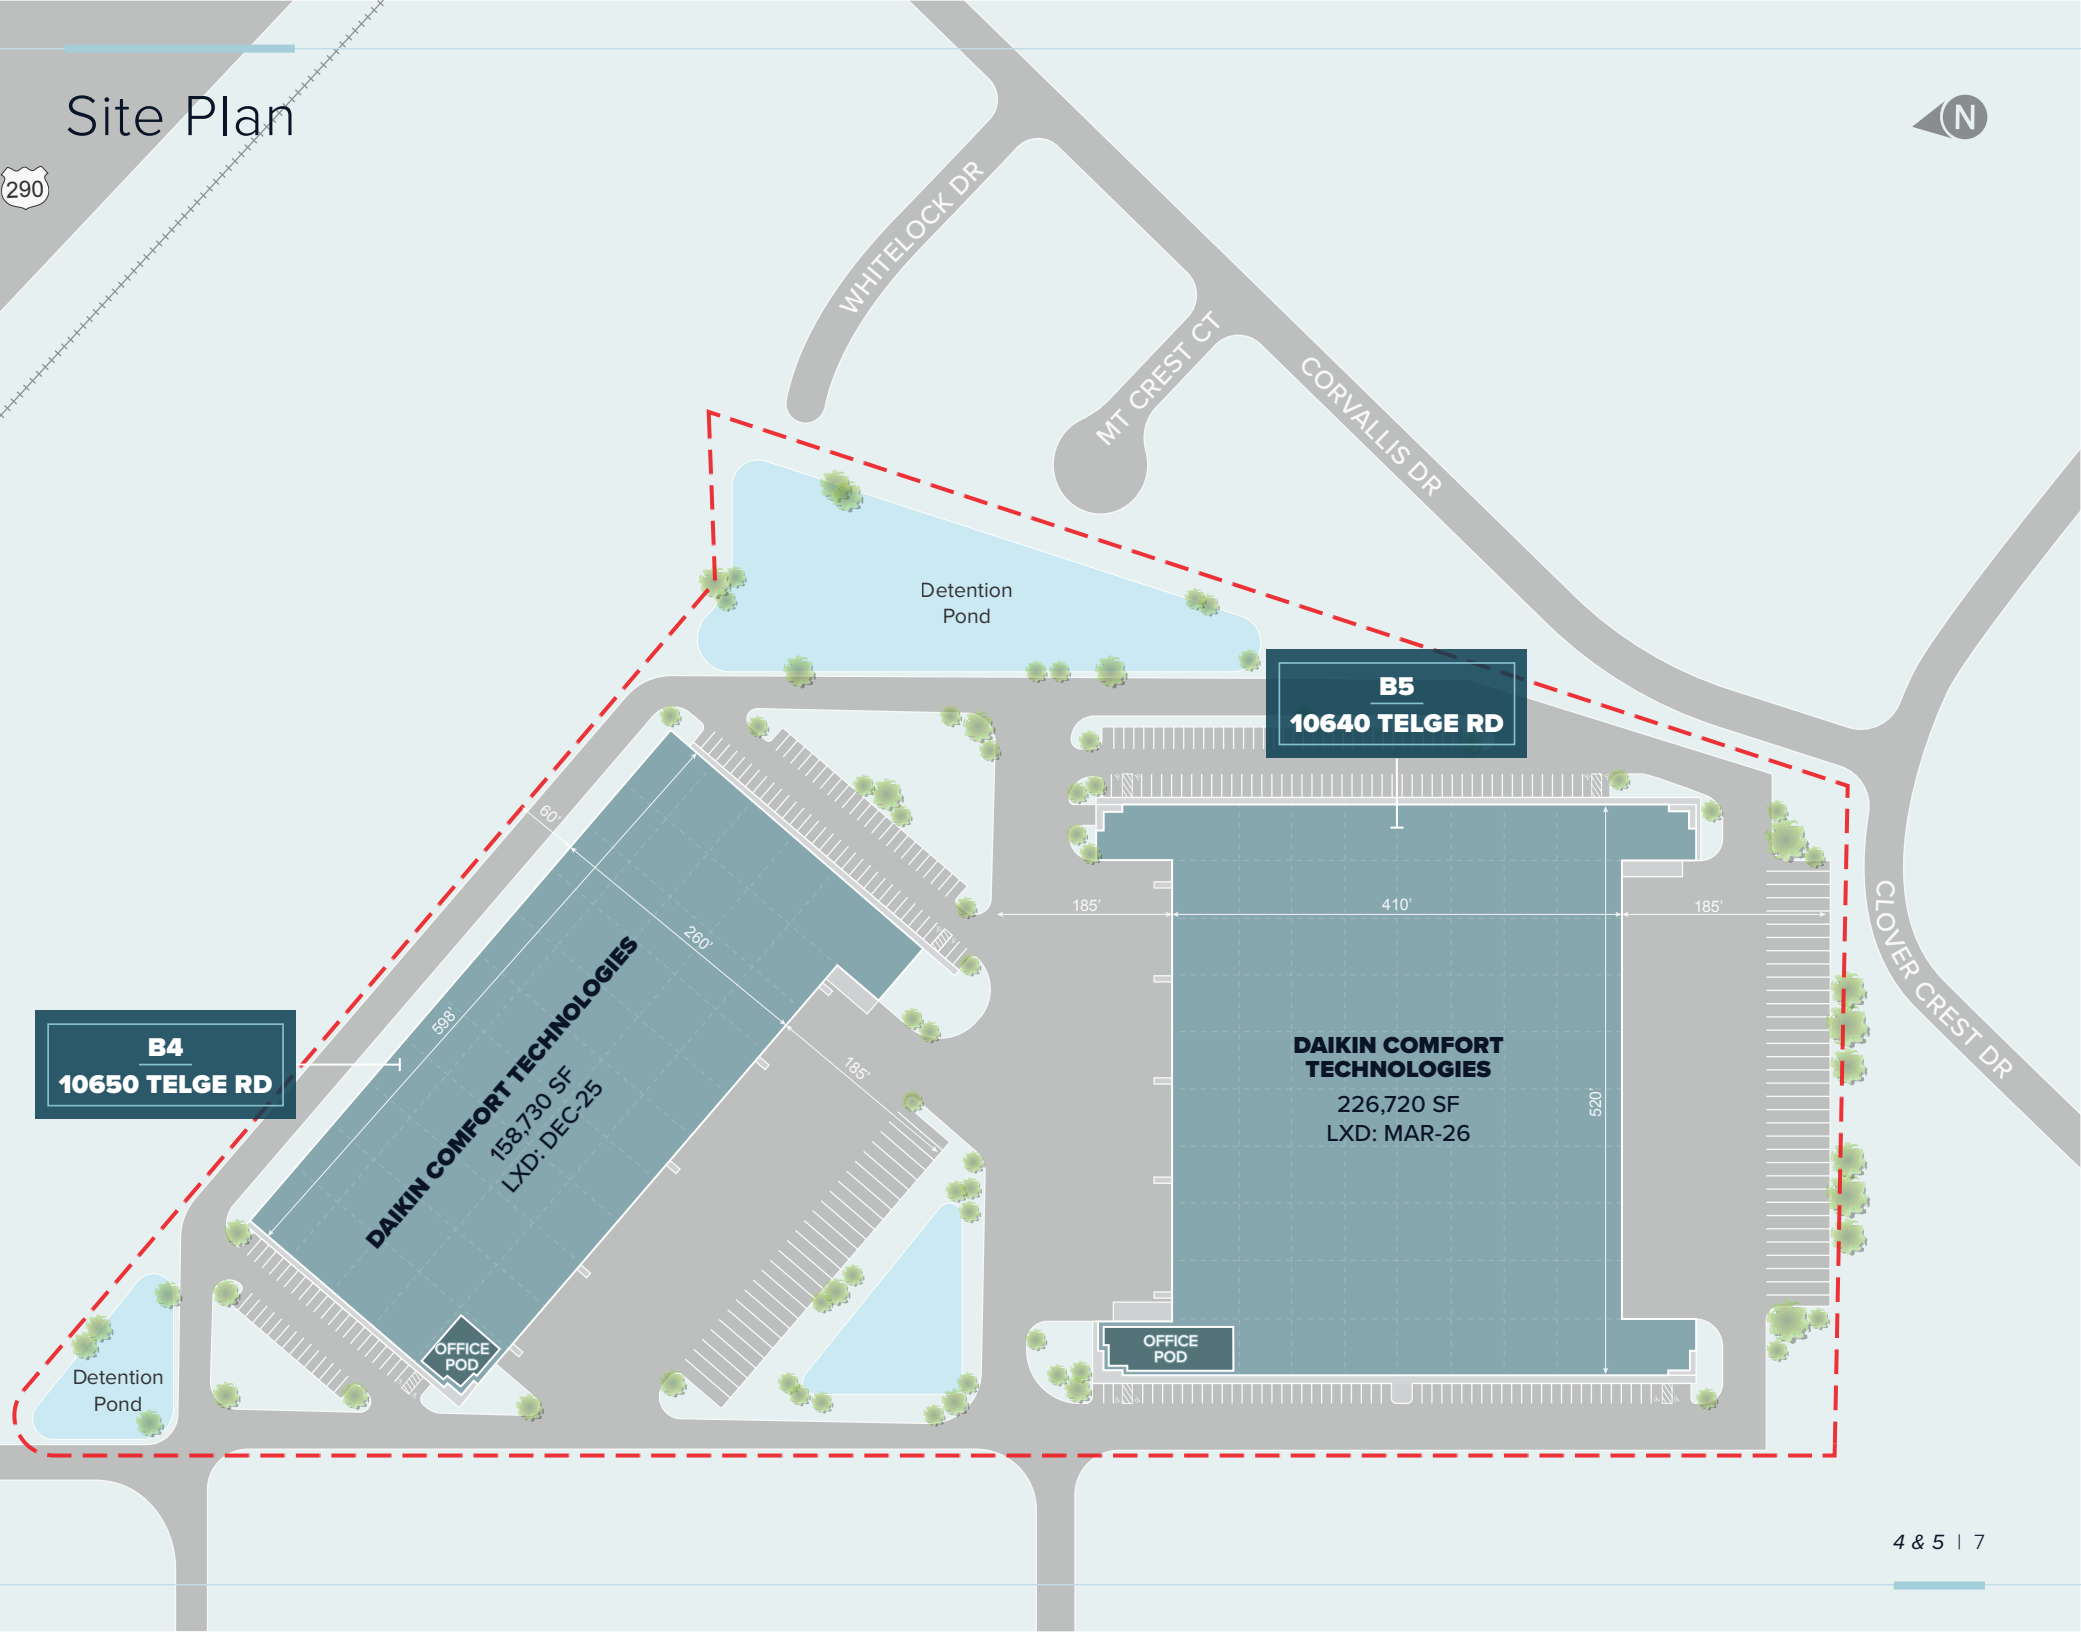 Site Plan
N
290
WHITELOCK DR
MT CREST CT
CORVALLIS DR
CLOVER CREST DR
Detention
Pond
B5
10640 TELGE RD
60'
260'
598'
185'
DAIKIN COMFORT TECHNOLOGIES
158,730 SF
LXD: DEC-25
B4
10650 TELGE RD
185'
410'
185'
520'
DAIKIN COMFORT
TECHNOLOGIES
226,720 SF
LXD: MAR-26
OFFICE
POD
OFFICE
POD
Detention
Pond
4 & 5 | 7